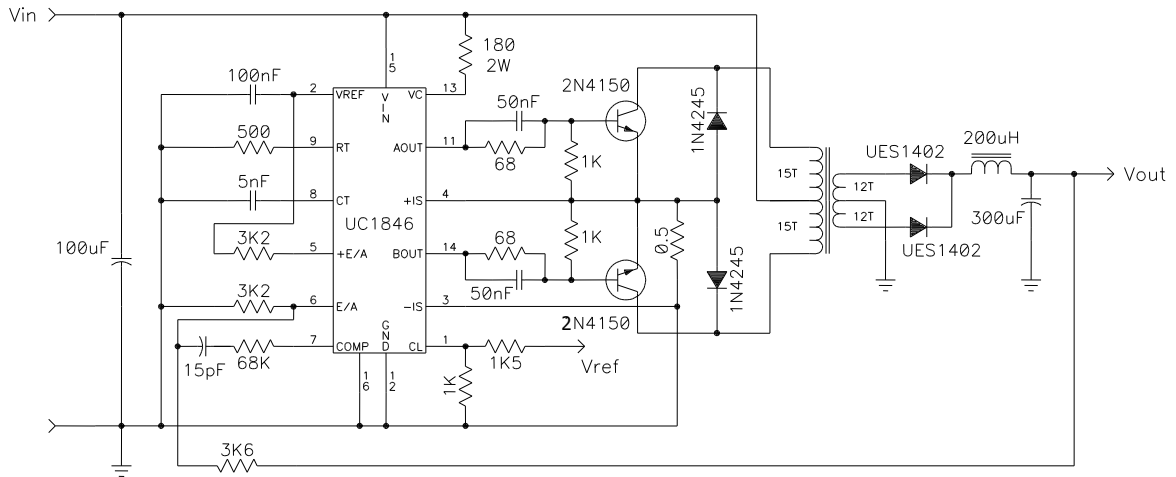 Vin
180
2W
1
5
100nF
2
VREF
V
I
N
VC
13
50nF
2N4150
1N4245
500
9
RT
AOUT
11
68
1K
15T
12T
UES1402
200uH
Vout
5nF
8
CT
+IS
4
UC1846
15T
12T
300uF
100uF
3K2
5
+E/A
BOUT
14
68
1K
0.5
UES1402
50nF
1N4245
3K2
6
E/A
-IS
3
2N4150
G
N
D
7
COMP
CL
1
15pF
68K
1K5
Vref
1
6
1
2
1K
3K6